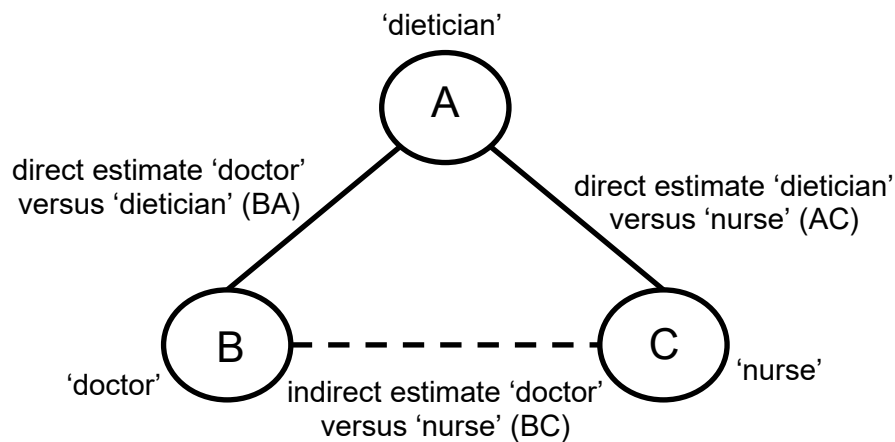 ‘dietician’
A
direct estimate ‘doctor’
versus ‘dietician’ (BA)
direct estimate ‘dietician’
versus ‘nurse’ (AC)
B
C
‘doctor’
‘nurse’
indirect estimate ‘doctor’
versus ‘nurse’ (BC)